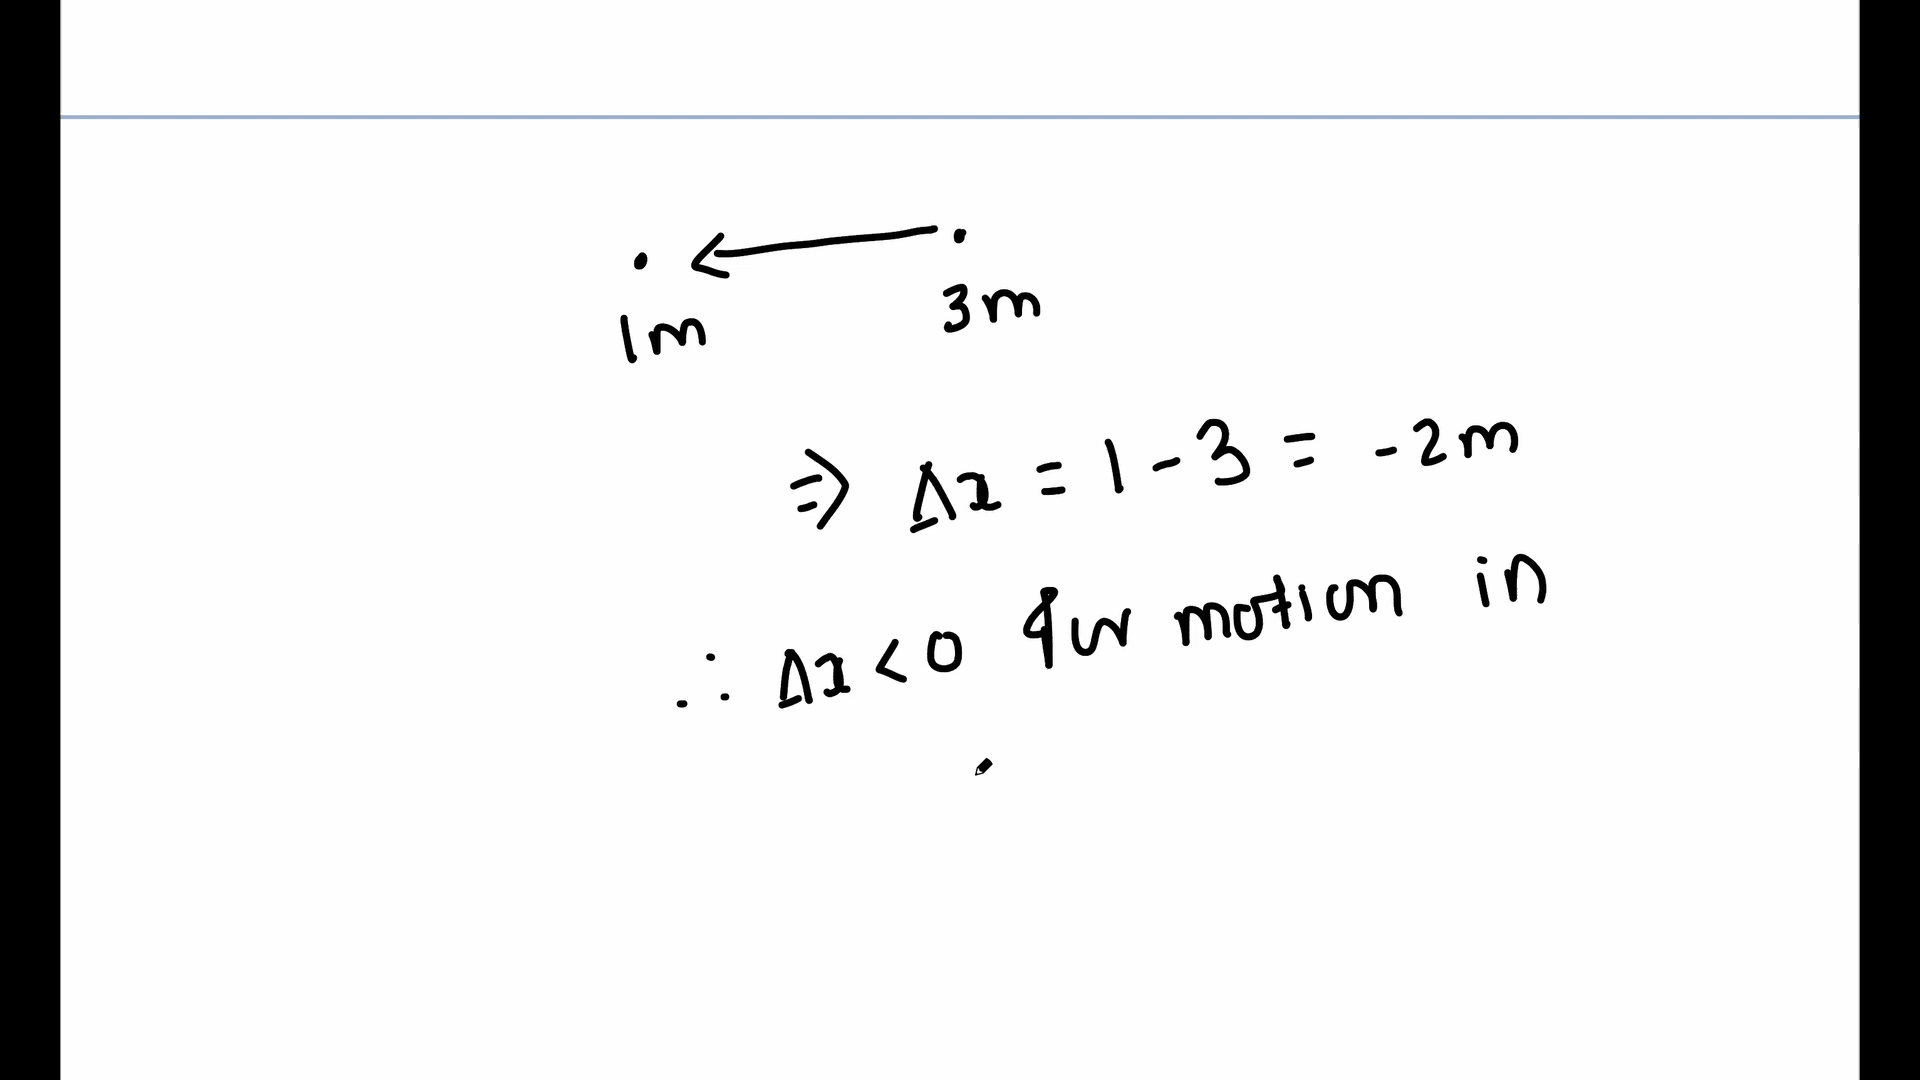 1m 3m
⇒ Δx = 1 - 3 = -2m
∴ Δx < 0 for motion in